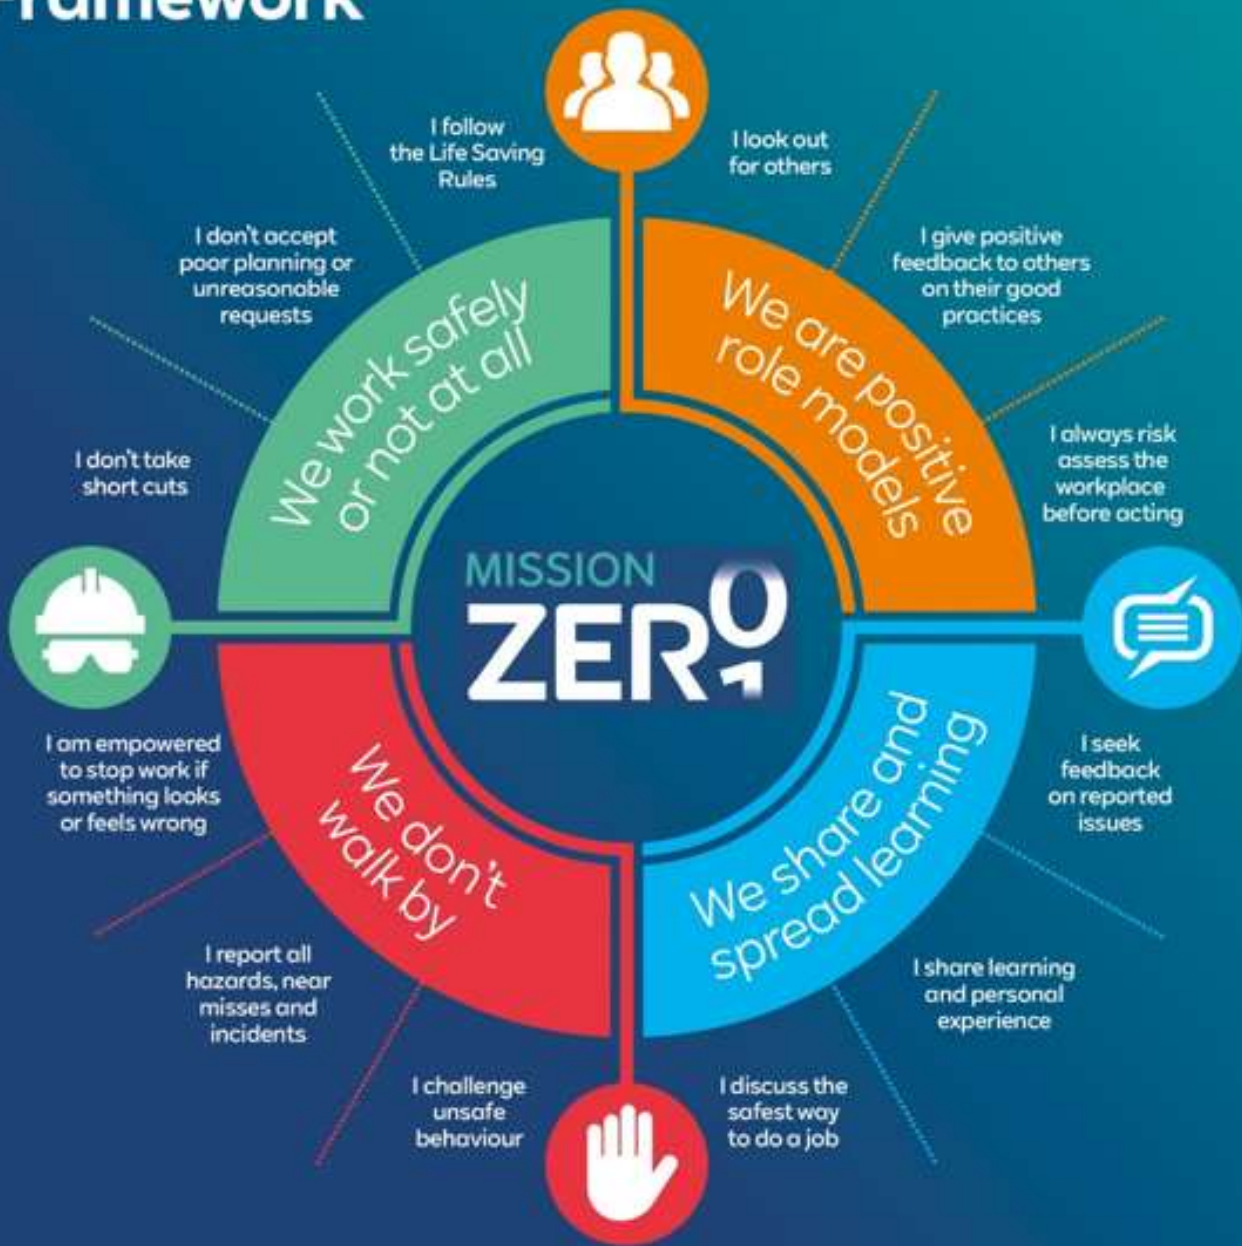 Framework
I follow
the Life Saving
Rules
I look out
for others
I don't accept
poor planning or
unreasonable
requests
I give positive
feedback to others
on their good
practices
We work safely
or not at all
We are positive
role models
I don't take
short cuts
I always risk
assess the
workplace
before acting
MISSION
ZERO
1
I am empowered
to stop work if
something looks
or feels wrong
I seek
feedback
on reported
issues
We don't
walk by
We share and
spread learning
I report all
hazards, near
misses and
incidents
I share learning
and personal
experience
I challenge
unsafe
behaviour
I discuss the
safest way
to do a job